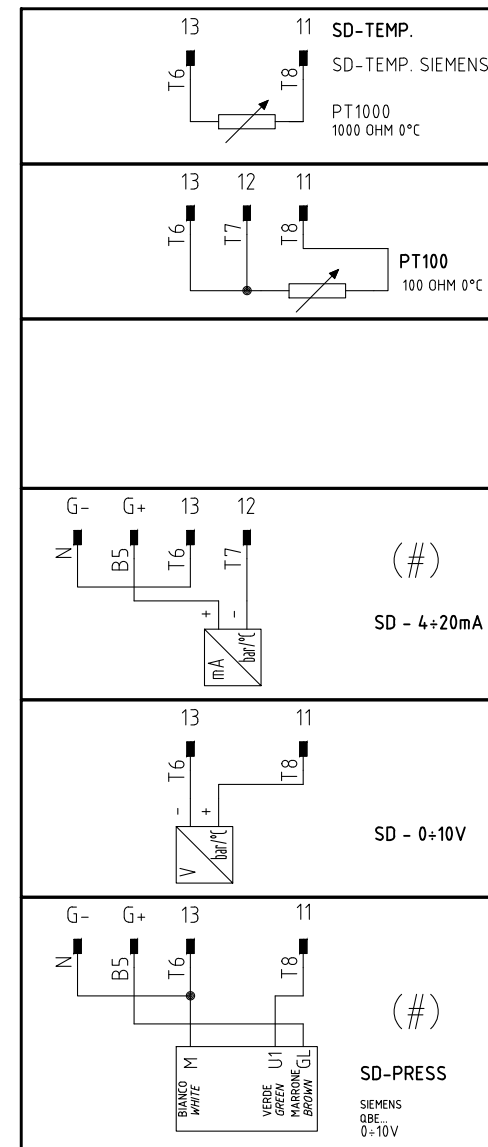 13 11 SD-TEMP.
T6 T8 SD-TEMP. SIEMENS
PT1000
1000 OHM 0°C
13 12 11
T6 T7 T8
PT100
100 OHM 0°C
G- G+ 13 12
N B5 T6 T7
(#)
+ -
mA bar/°C
SD - 4÷20mA
13 11
T6 T8
- +
V bar/°C
SD - 0÷10V
G- G+ 13 11
N B5 T6 T8
(#)
M U1 GL
BIANCO
WHITE
VERDE
GREEN
MARRONE
BROWN
SD-PRESS
SIEMENS
QBE...
0÷10V